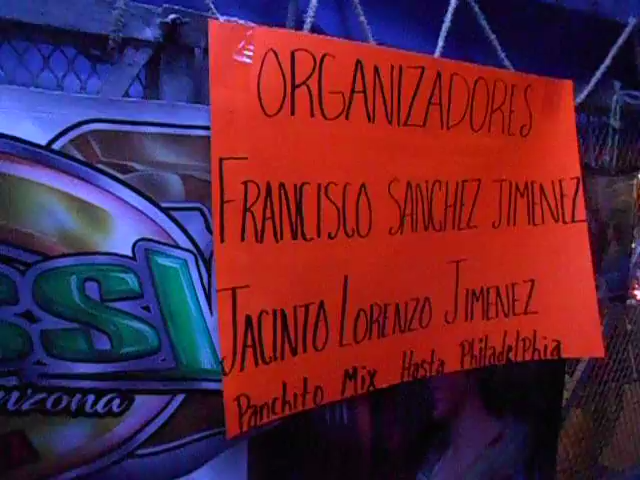 ORGANIZADORES
FRANCISCO SANCHEZ JIMENEZ
JACINTO LORENZO JIMENEZ
Panchito Mix Hasta Philadelphia